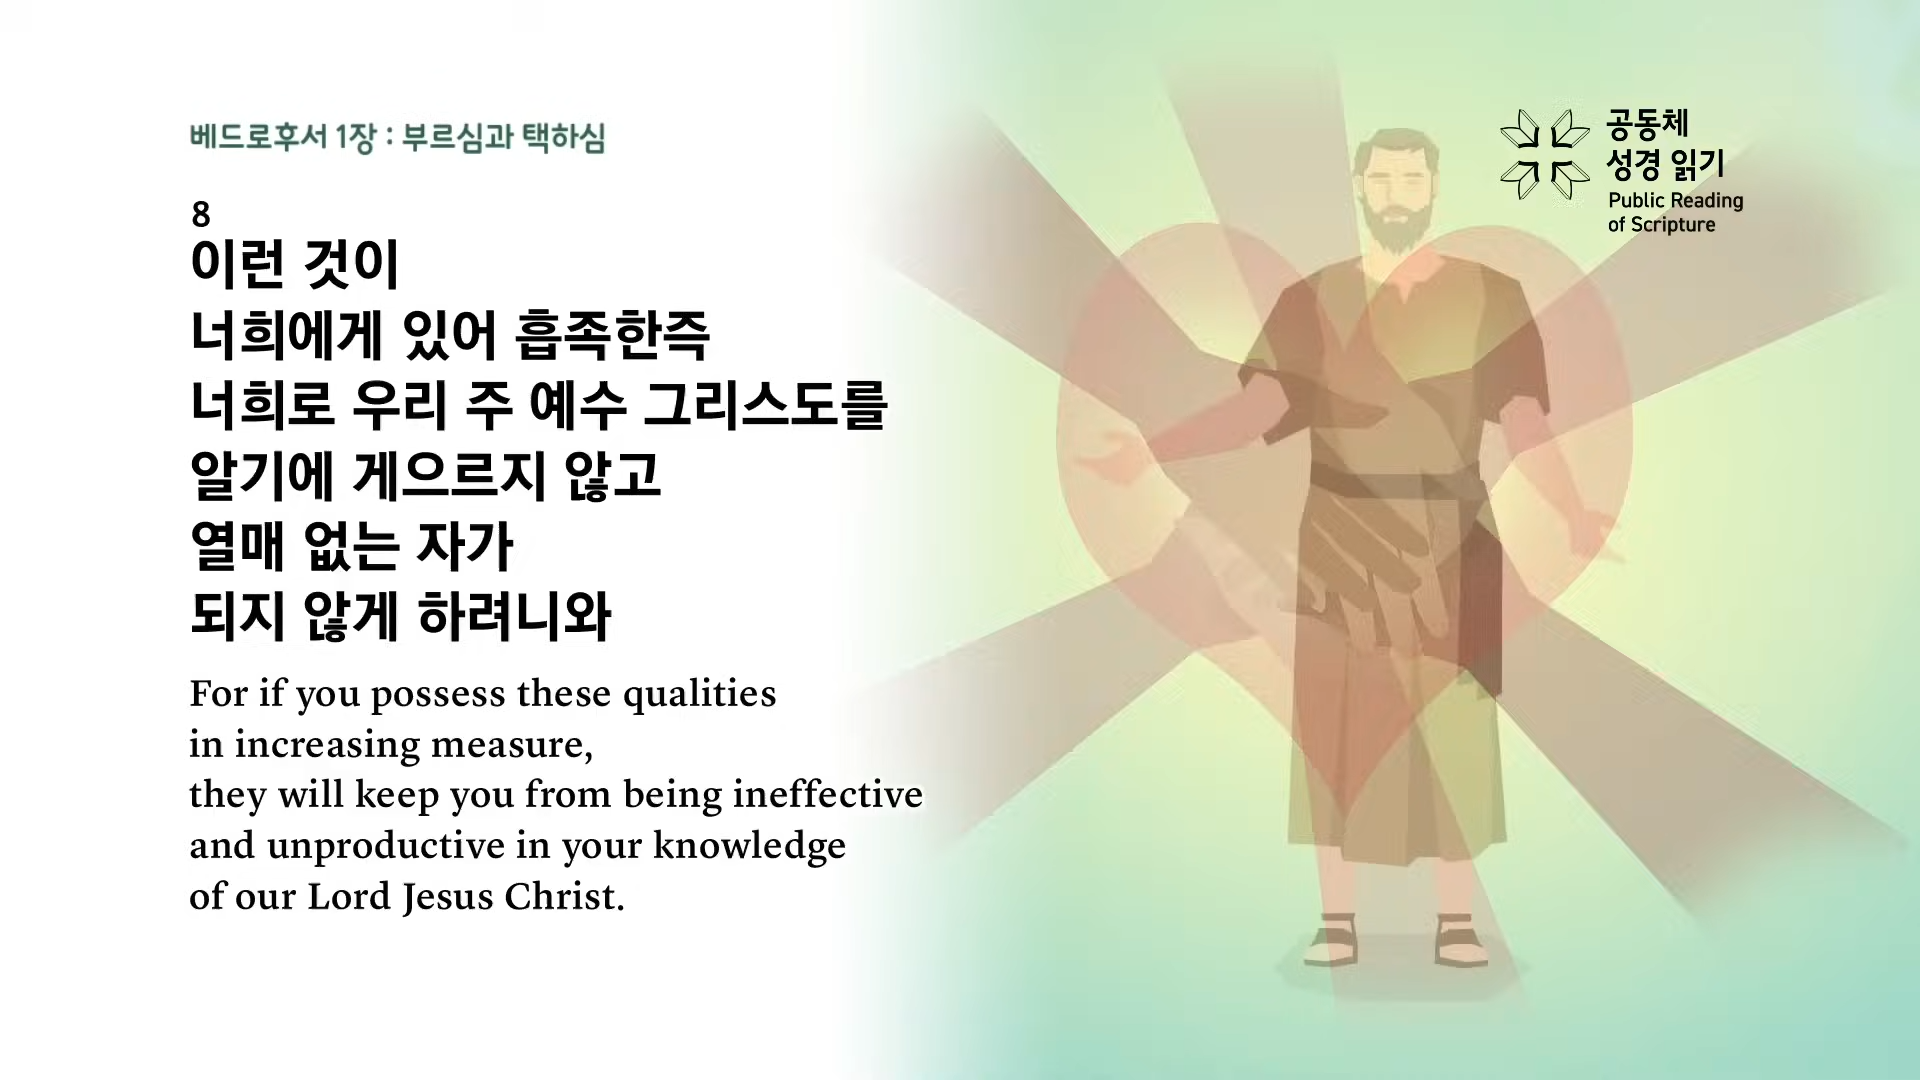 베드로후서 1장 : 부르심과 택하심
8
이런 것이
너희에게 있어 흡족한즉
너희로 우리 주 예수 그리스도를
알기에 게으르지 않고
열매 없는 자가
되지 않게 하려니와
For if you possess these qualities
in increasing measure,
they will keep you from being ineffective
and unproductive in your knowledge
of our Lord Jesus Christ.
공동체
성경 읽기
Public Reading
of Scripture